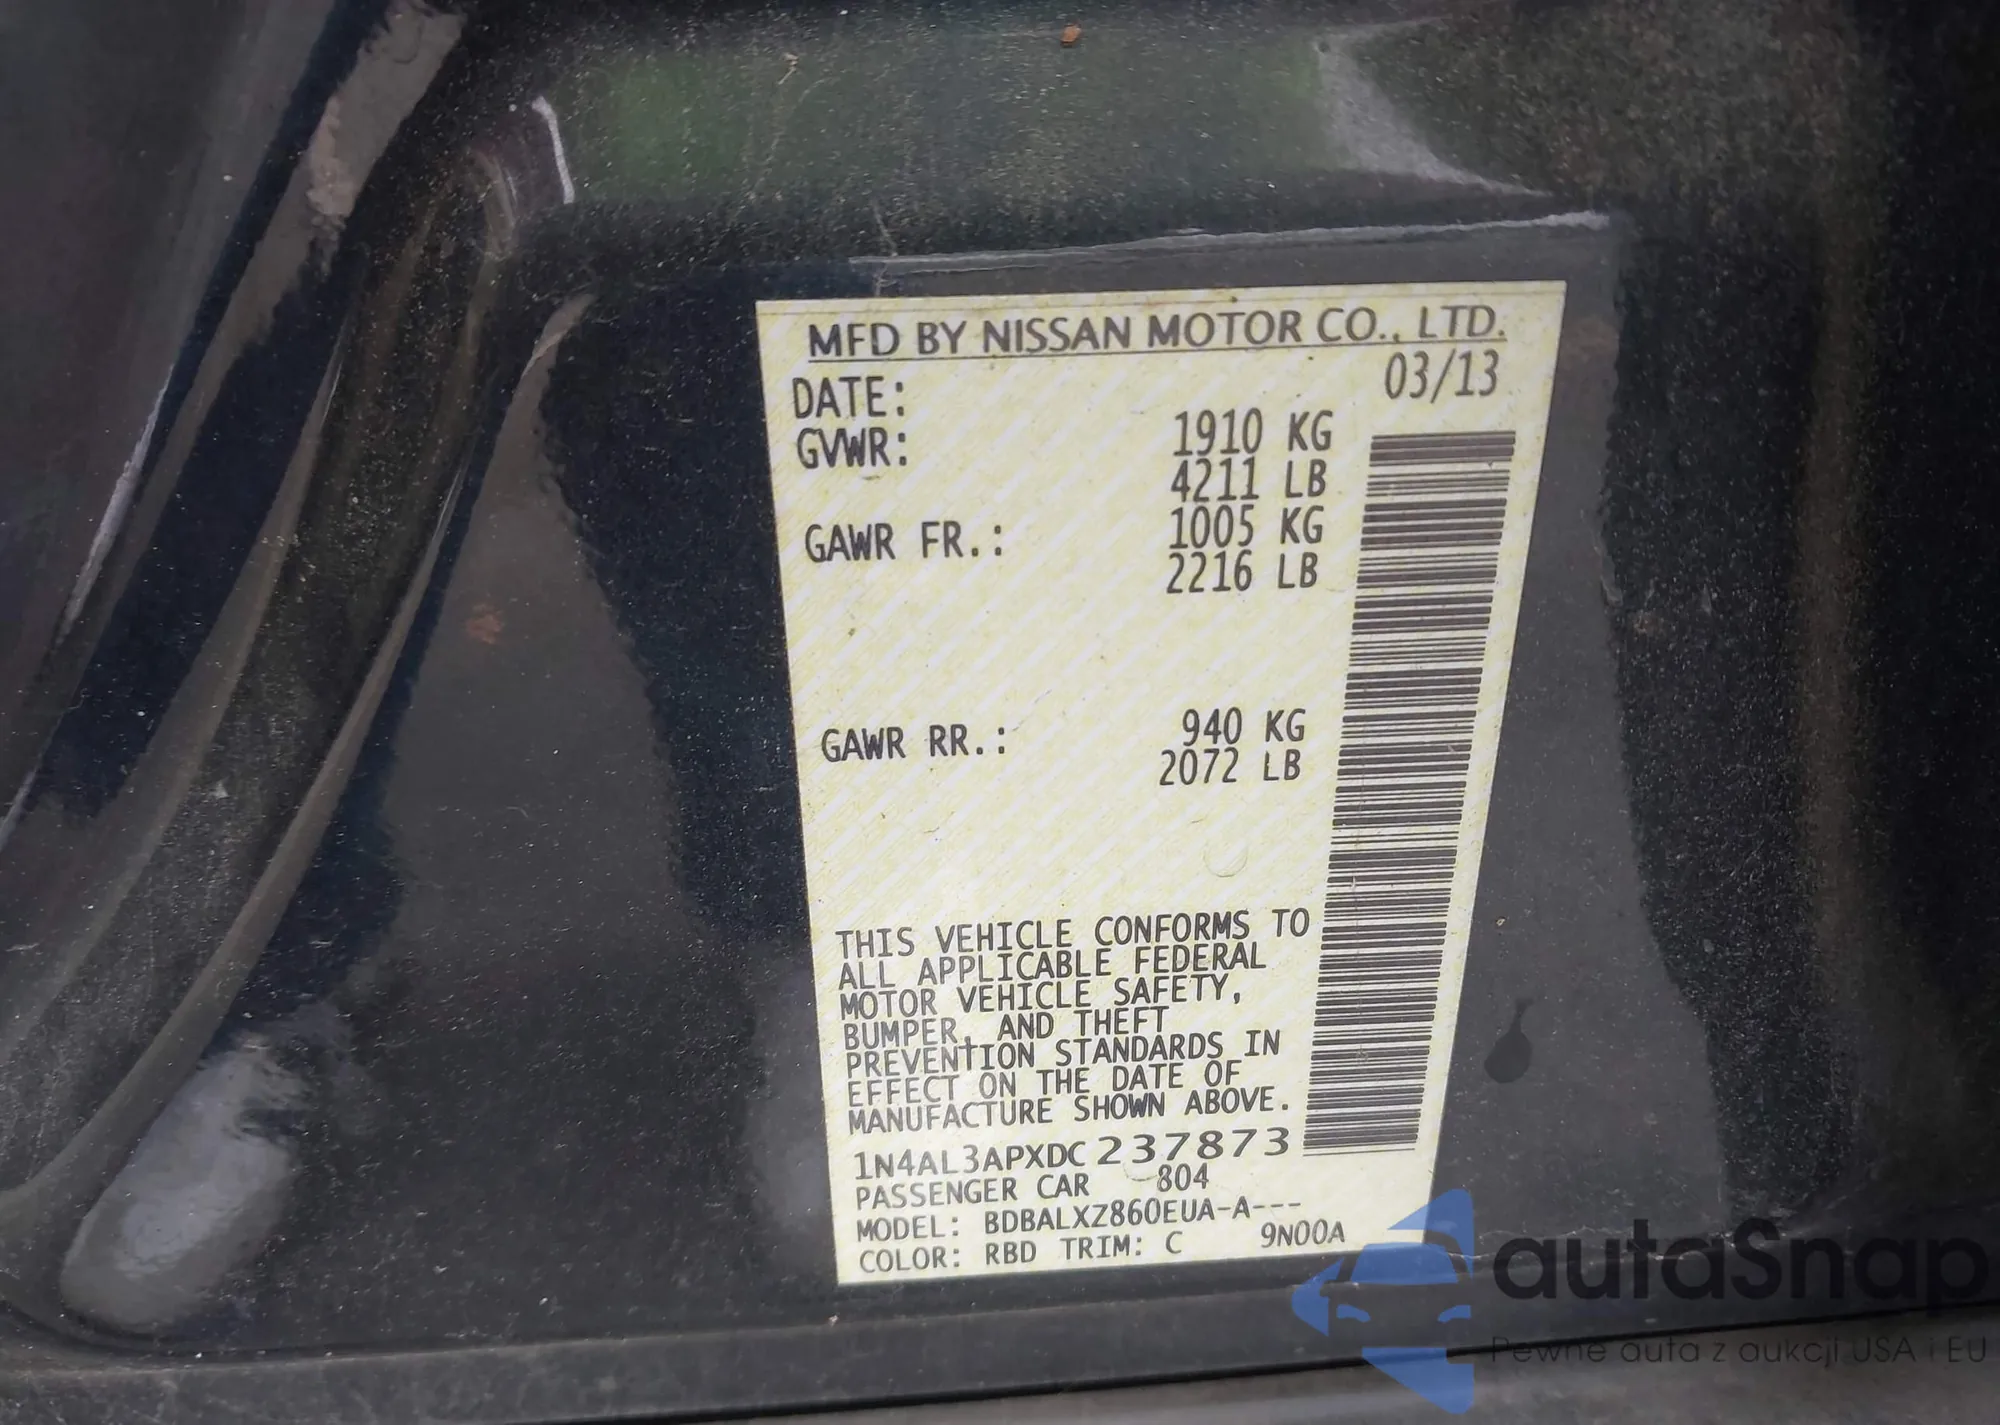 MFD BY NISSAN MOTOR CO., LTD.
DATE: 03/13
GVWR: 1910 KG
4211 LB
GAWR FR.: 1005 KG
2216 LB
GAWR RR.: 940 KG
2072 LB
THIS VEHICLE CONFORMS TO
ALL APPLICABLE FEDERAL
MOTOR VEHICLE SAFETY,
BUMPER, AND THEFT
PREVENTION STANDARDS IN
EFFECT ON THE DATE OF
MANUFACTURE SHOWN ABOVE.
1N4AL3APXDC237873
PASSENGER CAR 804
MODEL: BDBALXZ860EUA-A---
COLOR: RBD TRIM: C 9N00A
autaSnap
Pewne auta z aukcji USA i EU